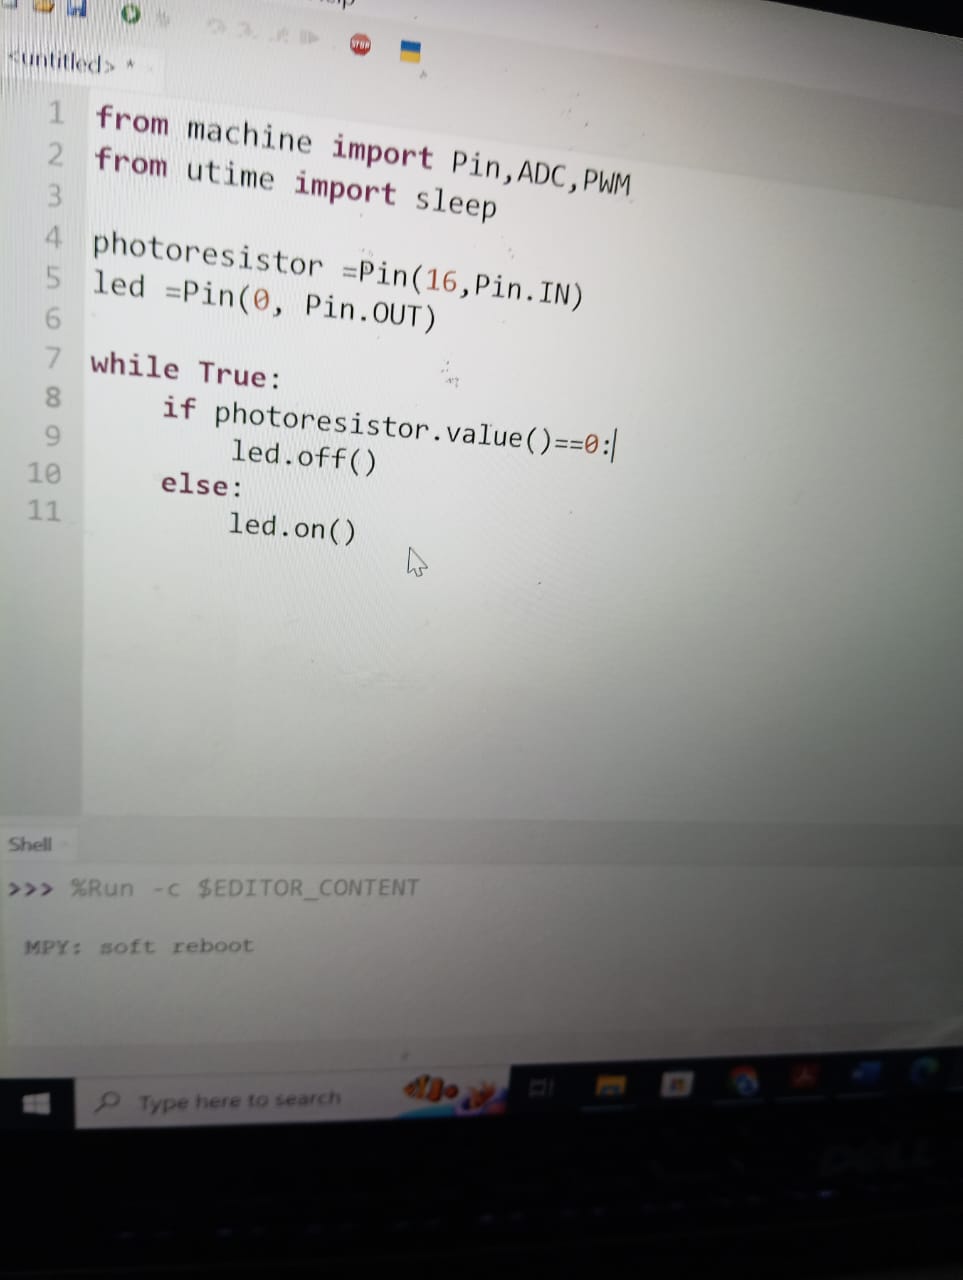 STOP
<untitled> *
1 from machine import Pin,ADC,PWM
2 from utime import sleep
3
4 photoresistor =Pin(16,Pin.IN)
5 led =Pin(0, Pin.OUT)
6
7 while True:
8 if photoresistor.value()==0:
9 led.off()
10 else:
11 led.on()
Shell
>>> %Run -c $EDITOR_CONTENT
MPY: soft reboot
Type here to search
DELL